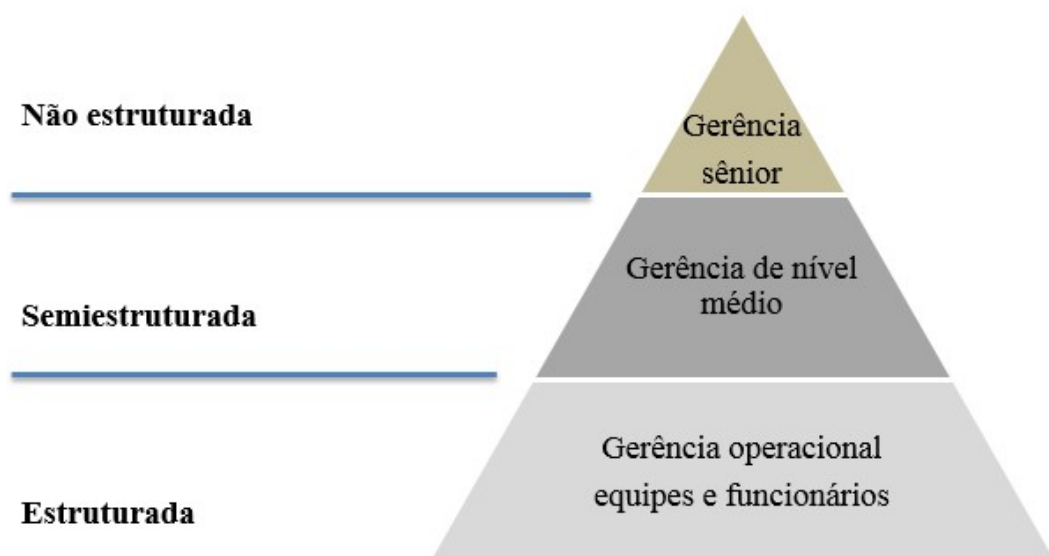 Não estruturada
Gerência
sênior
Gerência de nível
médio
Semiestruturada
Gerência operacional
equipes e funcionários
Estruturada